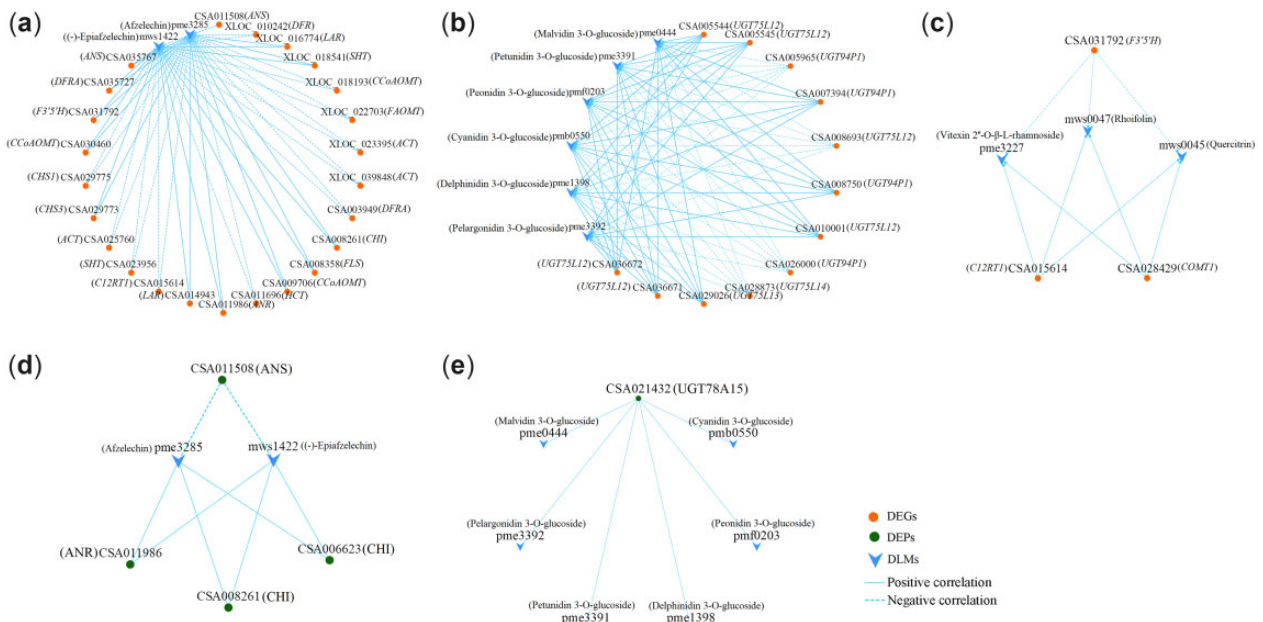 (a)
CSA011508(ANS)
(Afzelechin)pme3285
XLOC_010242(DFR)
((-)-Epiafzelechin)mws1422
XLOC_016774(LAR)
(ANS)CSA035767
XLOC_018541(SHT)
(DFRA)CSA035727
XLOC_018193(CCoAOMT)
(F3'5'H)CSA031792
XLOC_022703(FAOMT)
(CCoAOMT)CSA030460
XLOC_023395(ACT)
(CHS1)CSA029775
XLOC_039848(ACT)
(CHS3)CSA029773
CSA003949(DFRA)
(ACT)CSA025760
CSA008261(CHI)
(SHT)CSA023956
CSA008358(FLS)
(C12RT1)CSA015614
CSA009706(CCoAOMT)
(LAR)CSA014943
CSA011696(HCT)
CSA011986(ANR)
(b)
CSA005544(UGT75L12)
(Malvidin 3-O-glucoside)pme0444
CSA005545(UGT75L12)
(Petunidin 3-O-glucoside)pme3391
CSA005965(UGT94P1)
(Peonidin 3-O-glucoside)pmf0203
CSA007394(UGT94P1)
(Cyanidin 3-O-glucoside)pmb0550
CSA008693(UGT75L12)
(Delphinidin 3-O-glucoside)pme1398
CSA008750(UGT94P1)
(Pelargonidin 3-O-glucoside)pme3392
CSA010001(UGT75L12)
(UGT75L12)CSA036672
CSA026000(UGT94P1)
(UGT75L12)CSA036671
CSA028873(UGT75L14)
CSA029026(UGT75L13)
(c)
CSA031792(F3'5'H)
mws0047(Rhoifolin)
(Vitexin 2''-O-β-L-rhamnoside)
pme3227
mws0045(Quercitrin)
(C12RT1)CSA015614
CSA028429(COMT1)
(d)
CSA011508(ANS)
(Afzelechin)pme3285
mws1422((-)-Epiafzelechin)
(ANR)CSA011986
CSA006623(CHI)
CSA008261(CHI)
(e)
CSA021432(UGT78A15)
(Malvidin 3-O-glucoside)
pme0444
(Cyanidin 3-O-glucoside)
pmb0550
(Pelargonidin 3-O-glucoside)
pme3392
(Peonidin 3-O-glucoside)
pmf0203
(Petunidin 3-O-glucoside)
pme3391
(Delphinidin 3-O-glucoside)
pme1398
DEGs
DEPs
DLMs
Positive correlation
Negative correlation